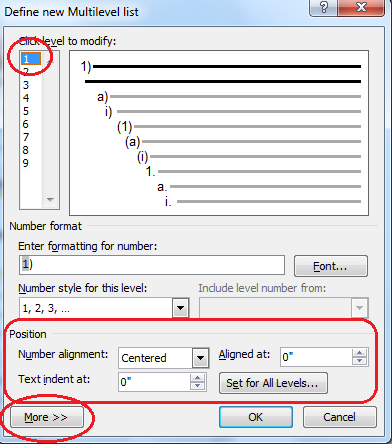 Define new Multilevel list
Click level to modify:
1
2
3
4
5
6
7
8
9
1)
a)
i)
(1)
(a)
(i)
1.
a.
i.
Number format
Enter formatting for number:
1)
Font...
Number style for this level:
Include level number from:
1, 2, 3, ...
Position
Number alignment: Centered Aligned at: 0"
Text indent at: 0" Set for All Levels...
More >> OK Cancel